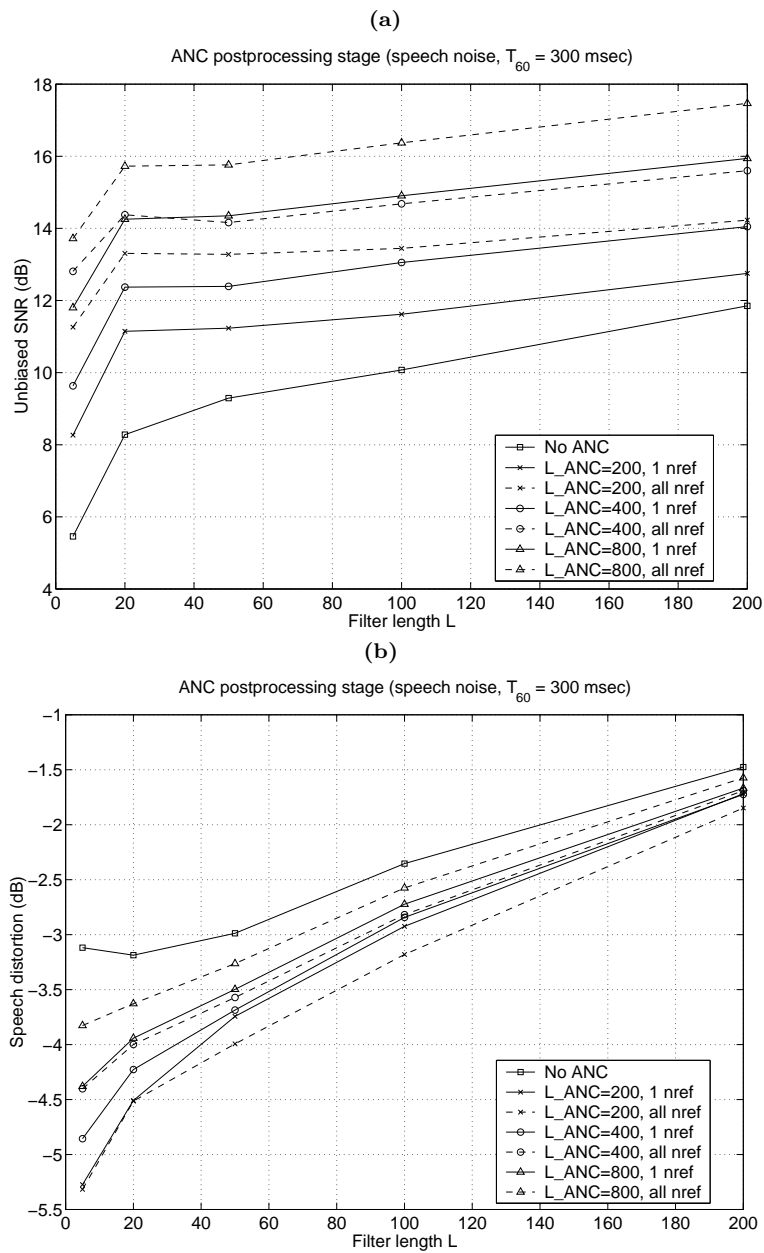 (a)
ANC postprocessing stage (speech noise, T60 = 300 msec)
18
16
14
12
10
8
6
4
Unbiased SNR (dB)
No ANC
L_ANC=200, 1 nref
L_ANC=200, all nref
L_ANC=400, 1 nref
L_ANC=400, all nref
L_ANC=800, 1 nref
L_ANC=800, all nref
0 20 40 60 80 100 120 140 160 180 200
Filter length L
(b)
ANC postprocessing stage (speech noise, T60 = 300 msec)
−1
−1.5
−2
−2.5
−3
−3.5
−4
−4.5
−5
−5.5
Speech distortion (dB)
No ANC
L_ANC=200, 1 nref
L_ANC=200, all nref
L_ANC=400, 1 nref
L_ANC=400, all nref
L_ANC=800, 1 nref
L_ANC=800, all nref
0 20 40 60 80 100 120 140 160 180 200
Filter length L